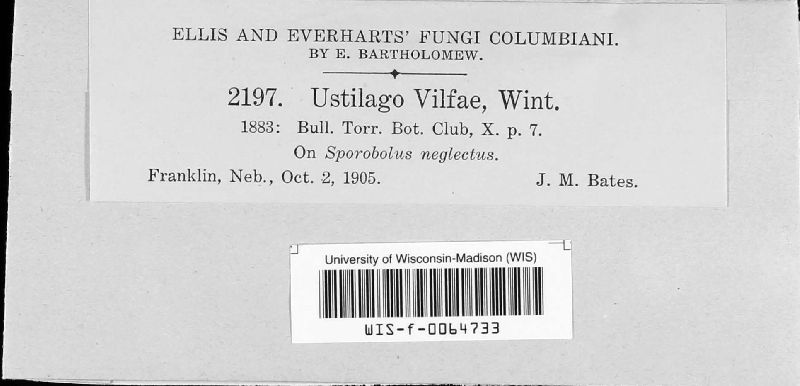 ELLIS AND EVERHARTS' FUNGI COLUMBIANI.
BY E. BARTHOLOMEW.
2197. Ustilago Vilfae, Wint.
1883: Bull. Torr. Bot. Club, X. p. 7.
On Sporobolus neglectus.
Franklin, Neb., Oct. 2, 1905. J. M. Bates.
University of Wisconsin-Madison (WIS)
WIS-f-0064733